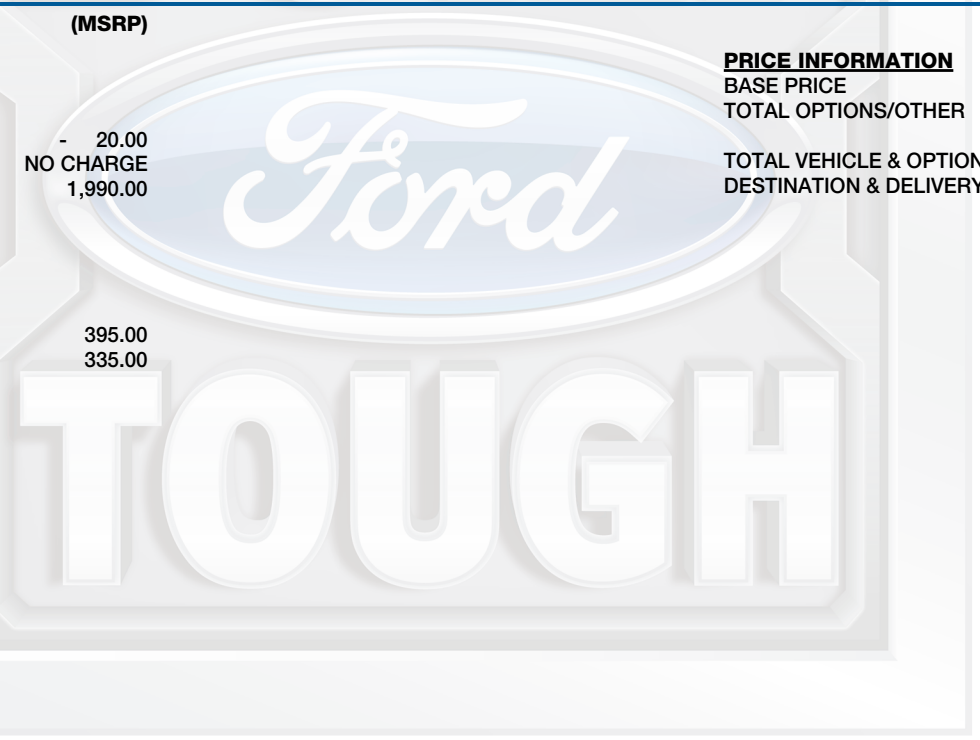 (MSRP)
- 20.00
NO CHARGE
1,990.00
395.00
335.00
PRICE INFORMATION
BASE PRICE
TOTAL OPTIONS/OTHER
TOTAL VEHICLE & OPTION
DESTINATION & DELIVERY
Ford
TOUGH